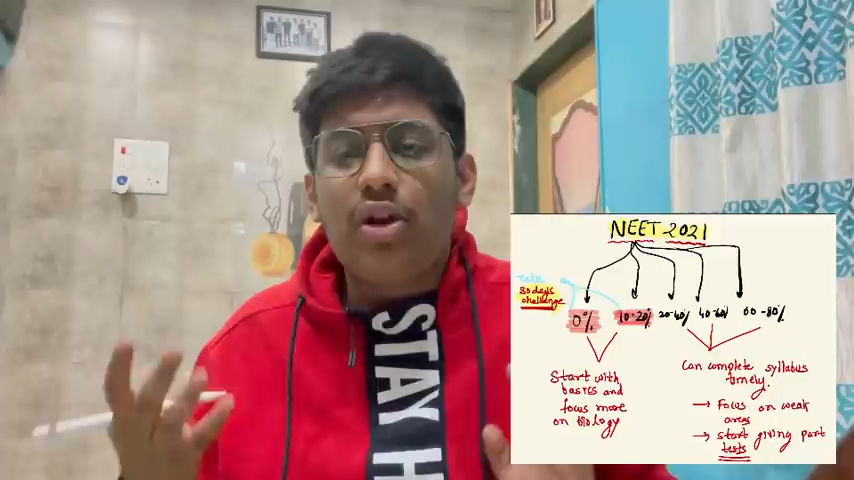 NEET-2021
take
80 days
challenge
0% 10-20% 20-40% 40-60% 60-80%
Start with
basics and
focus more
on biology
Can complete syllabus
timely.
→ Focus on weak
areas
→ start giving part
tests
STAY H